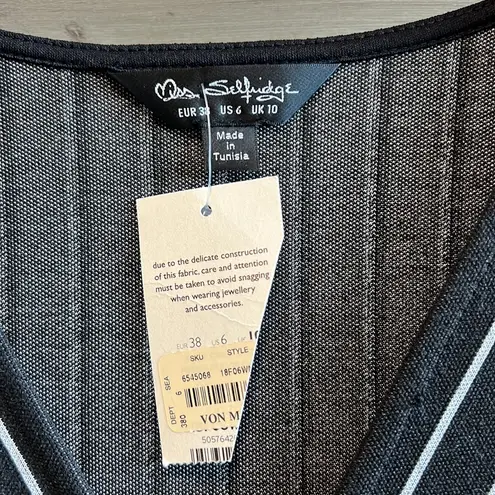 Miss Selfridge
EUR 38 US 6 UK 10
Made
in
Tunisia
due to the delicate construction
of this fabric, care and attention
must be taken to avoid snagging
when wearing jewellery
and accessories.
EUR 38 US 6
SKU STYLE
6545068 18F06W
DEPT SEA
380 6
VON M
5057642